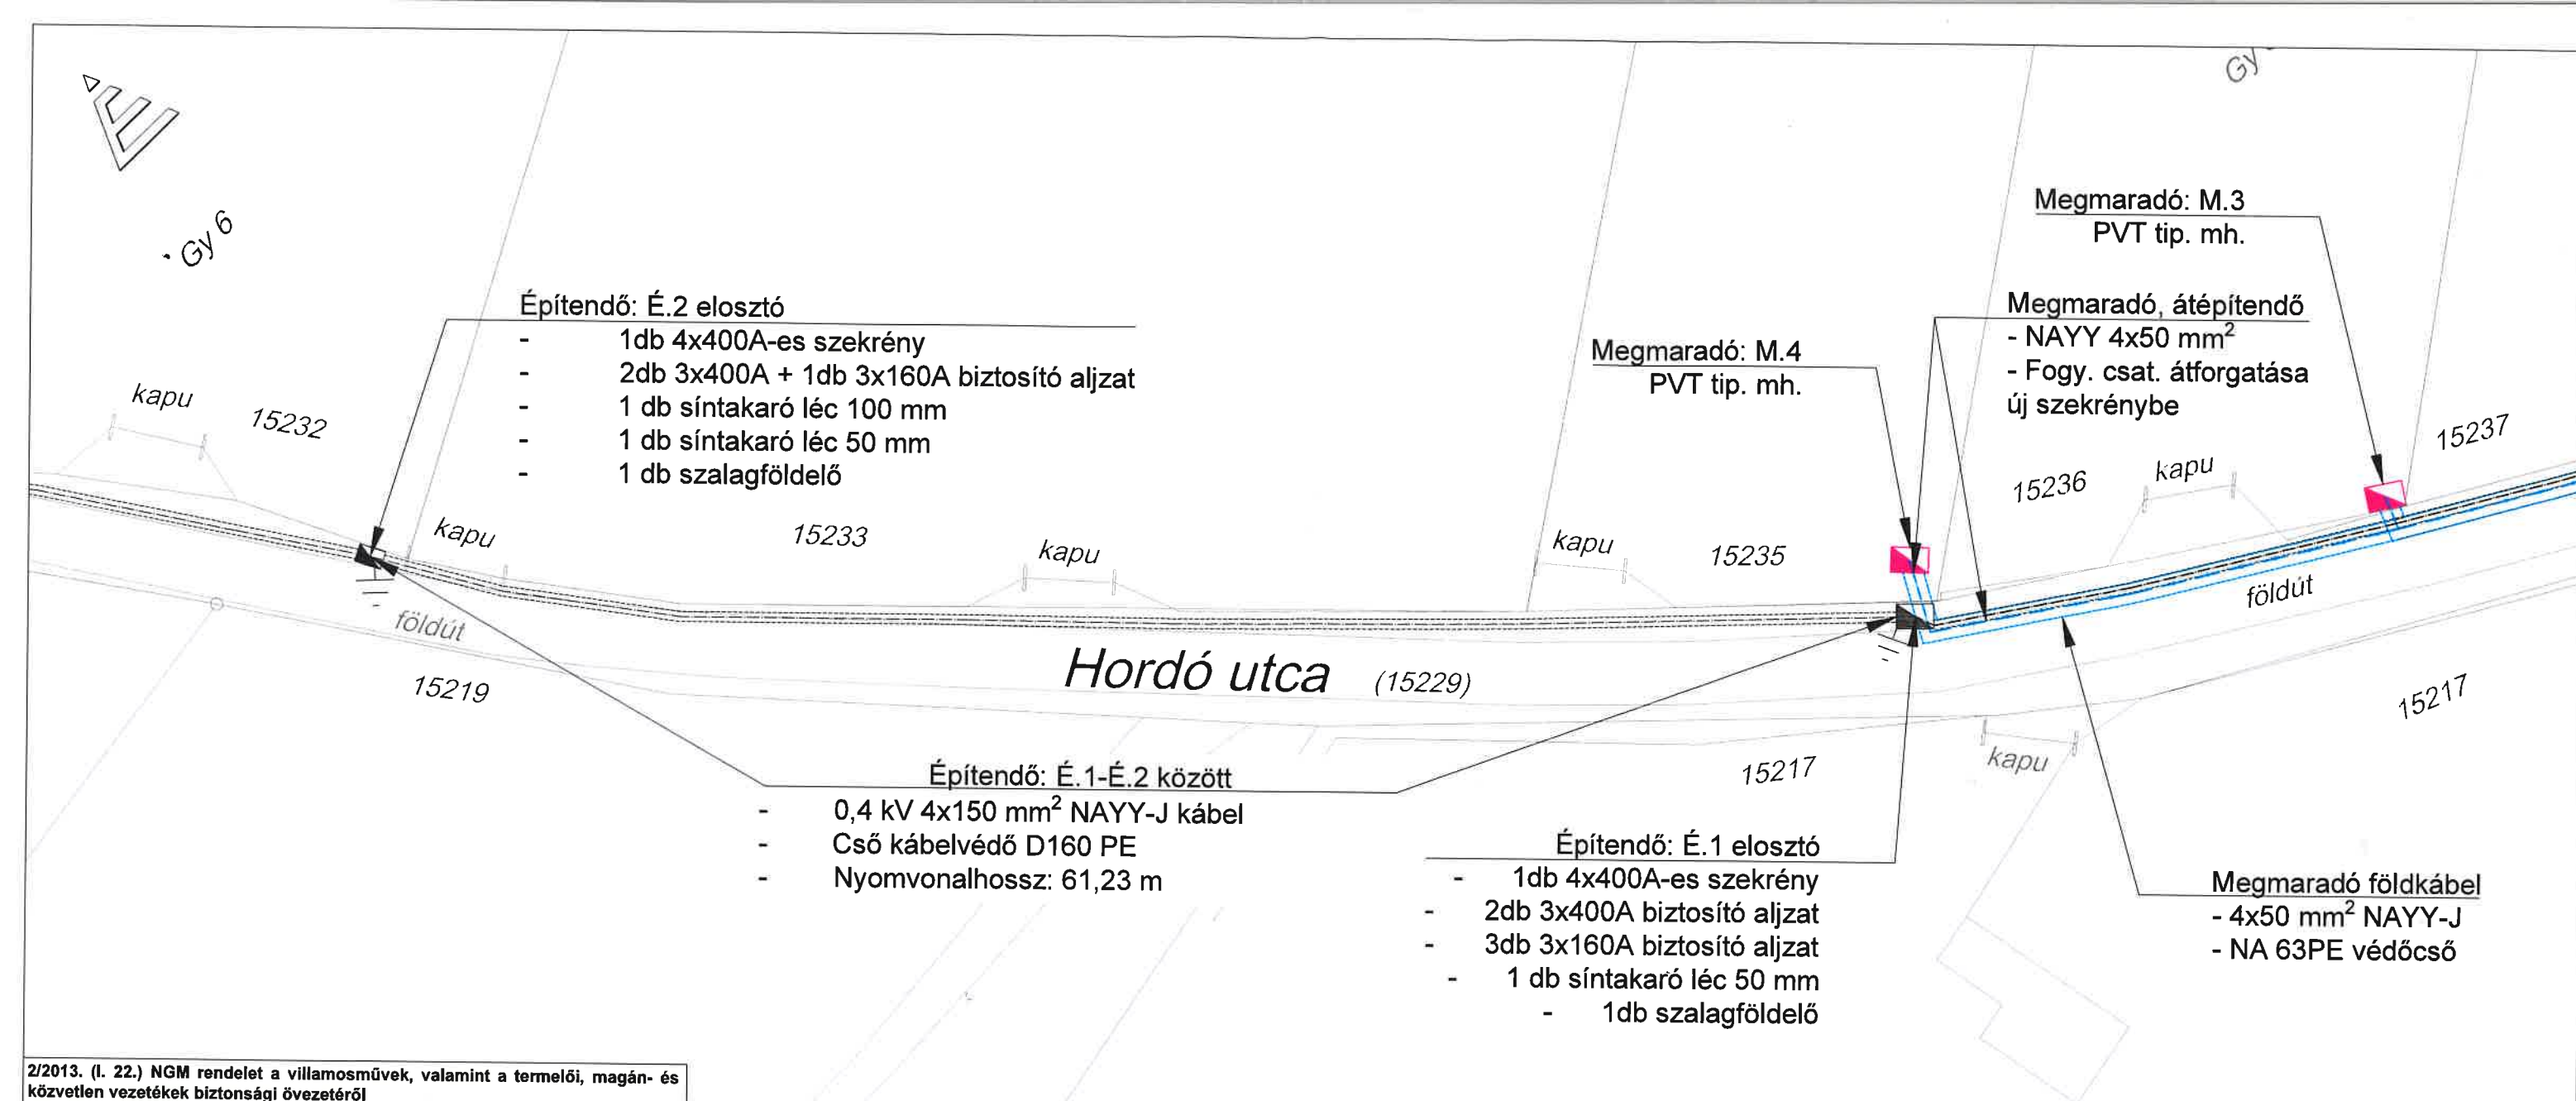 Gy
Gy 6
Megmaradó: M.3
PVT tip. mh.
Építendő: É.2 elosztó
- 1db 4x400A-es szekrény
- 2db 3x400A + 1db 3x160A biztosító aljzat
- 1 db síntakaró léc 100 mm
- 1 db síntakaró léc 50 mm
- 1 db szalagföldelő
Megmaradó, átépítendő
- NAYY 4x50 mm²
- Fogy. csat. átforgatása
új szekrénybe
Megmaradó: M.4
PVT tip. mh.
kapu
15232
kapu
15233
kapu
kapu
15235
15236
kapu
15237
földút
földút
15219
Hordó utca (15229)
15217
15217
kapu
Építendő: É.1-É.2 között
- 0,4 kV 4x150 mm² NAYY-J kábel
- Cső kábelvédő D160 PE
- Nyomvonalhossz: 61,23 m
Építendő: É.1 elosztó
- 1db 4x400A-es szekrény
- 2db 3x400A biztosító aljzat
- 3db 3x160A biztosító aljzat
- 1 db síntakaró léc 50 mm
- 1db szalagföldelő
Megmaradó földkábel
- 4x50 mm² NAYY-J
- NA 63PE védőcső
2/2013. (I. 22.) NGM rendelet a villamosművek, valamint a termelői, magán- és
közvetlen vezetékek biztonsági övezetéről